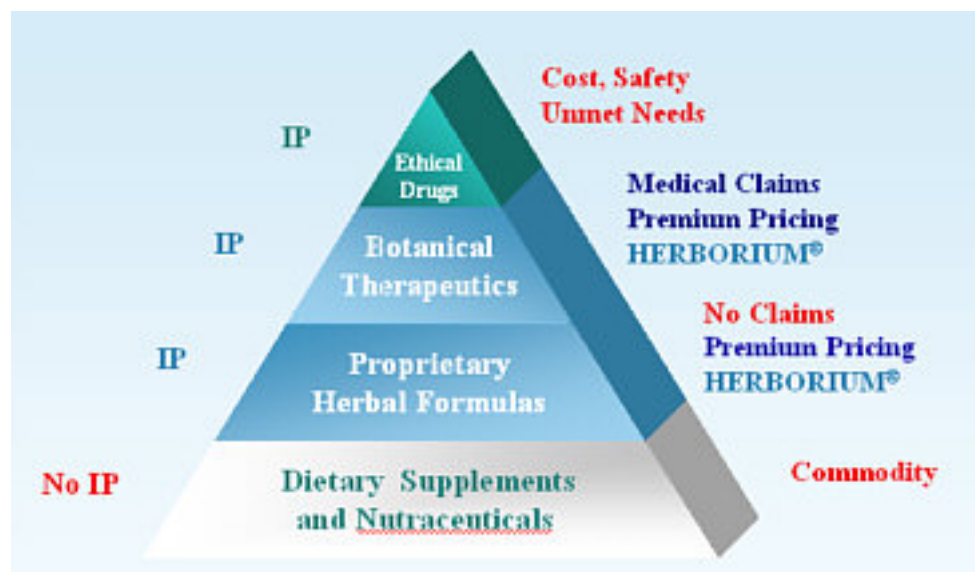 Cost, Safety
Unmet Needs
IP
Ethical
Drugs
Medical Claims
Premium Pricing
HERBORIUM®
IP
Botanical
Therapeutics
No Claims
Premium Pricing
HERBORIUM®
IP
Proprietary
Herbal Formulas
No IP
Dietary Supplements
and Nutraceuticals
Commodity